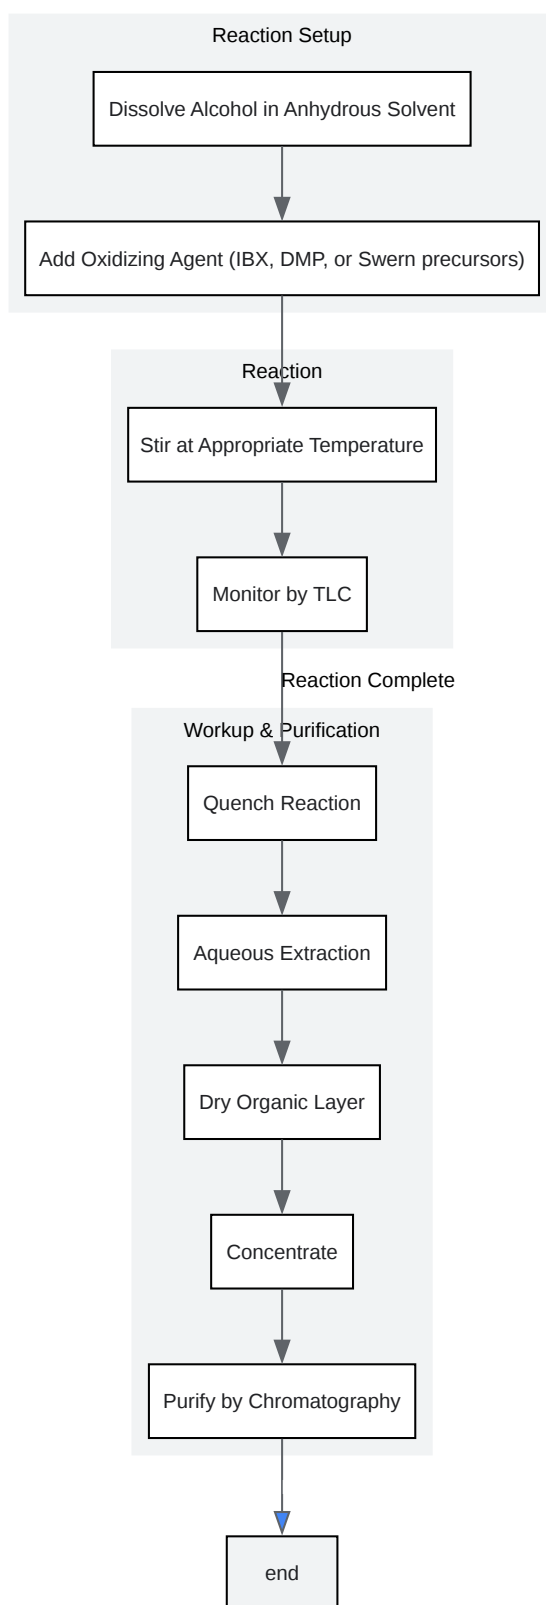 Reaction Setup
Dissolve Alcohol in Anhydrous Solvent
Add Oxidizing Agent (IBX, DMP, or Swern precursors)
Reaction
Stir at Appropriate Temperature
Monitor by TLC
Reaction Complete
Workup & Purification
Quench Reaction
Aqueous Extraction
Dry Organic Layer
Concentrate
Purify by Chromatography
end